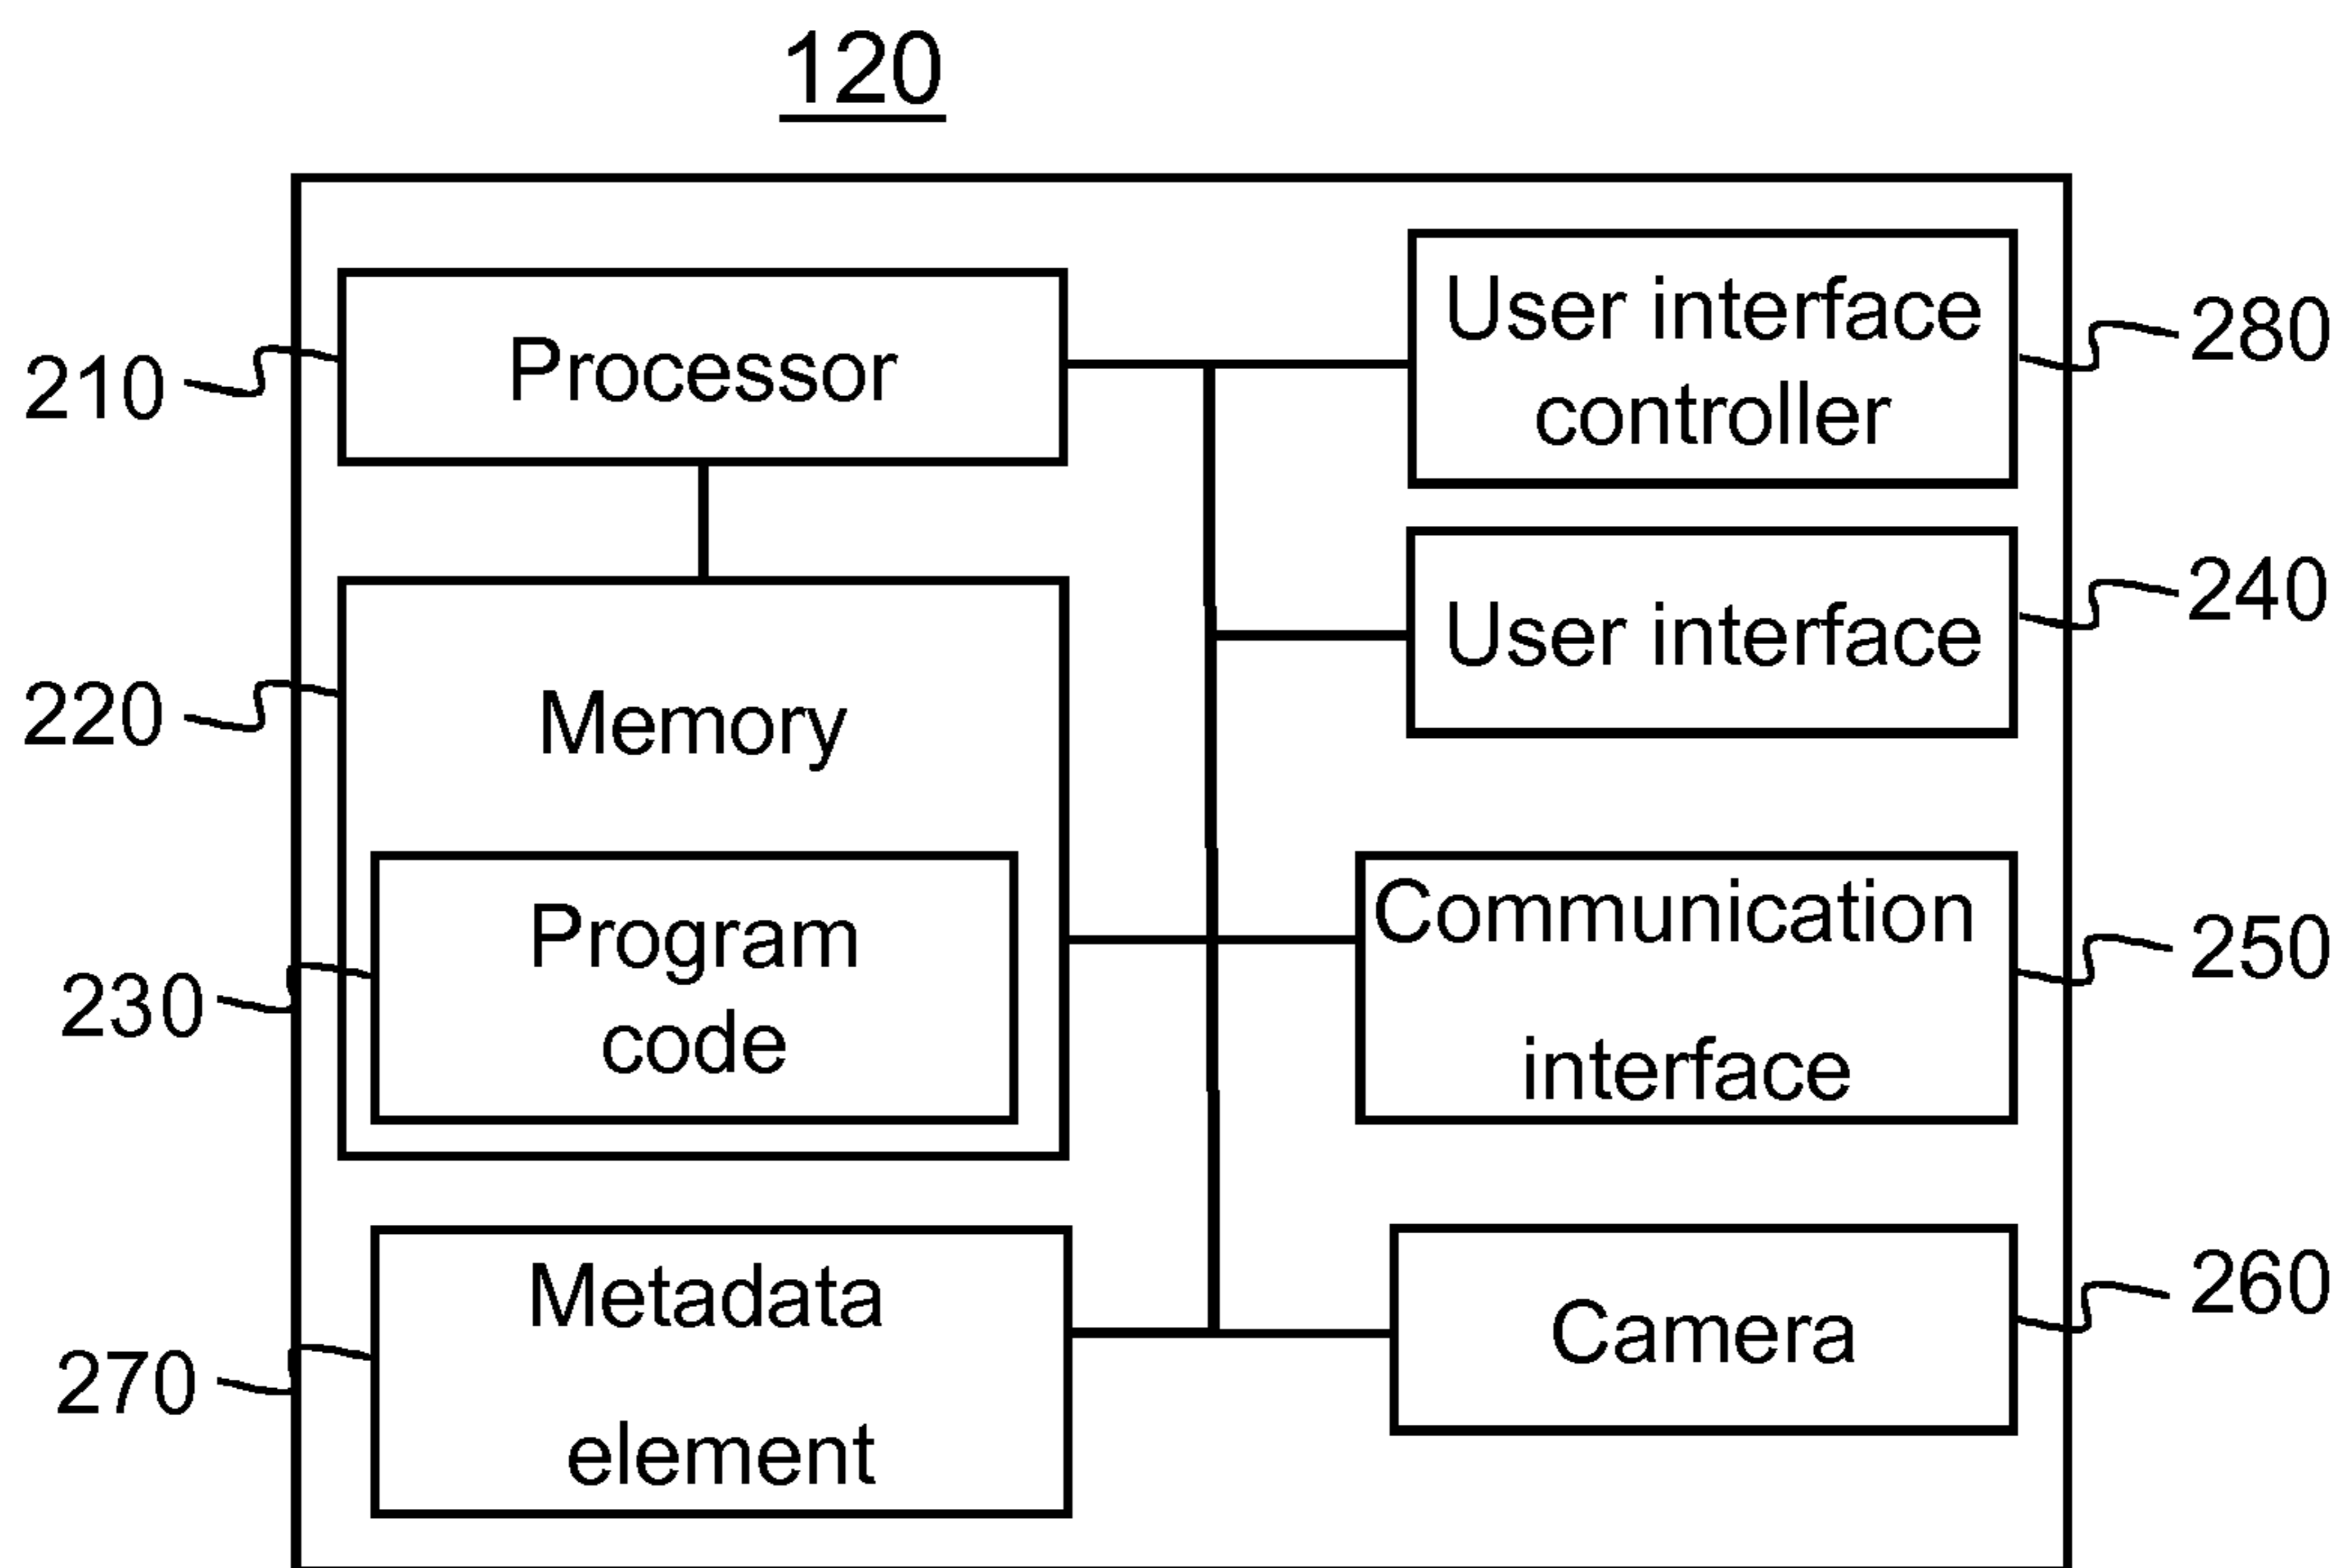 120
Processor
210
User interface
controller
280
User interface
240
Memory
220
Program
code
230
Communication
interface
250
Metadata
element
270
Camera
260